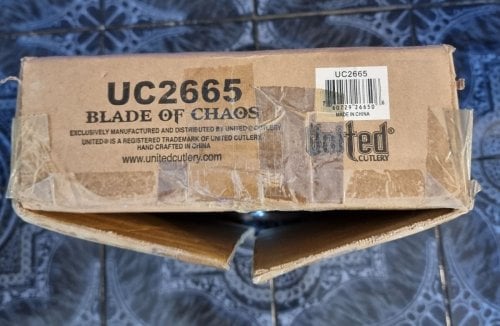 UC2665
BLADE OF CHAOS
EXCLUSIVELY MANUFACTURED AND DISTRIBUTED BY UNITED® CUTLERY
UNITED® IS A REGISTERED TRADEMARK OF UNITED CUTLERY
HAND CRAFTED IN CHINA
www.unitedcutlery.com
UC2665
MADE IN CHINA
United®
CUTLERY